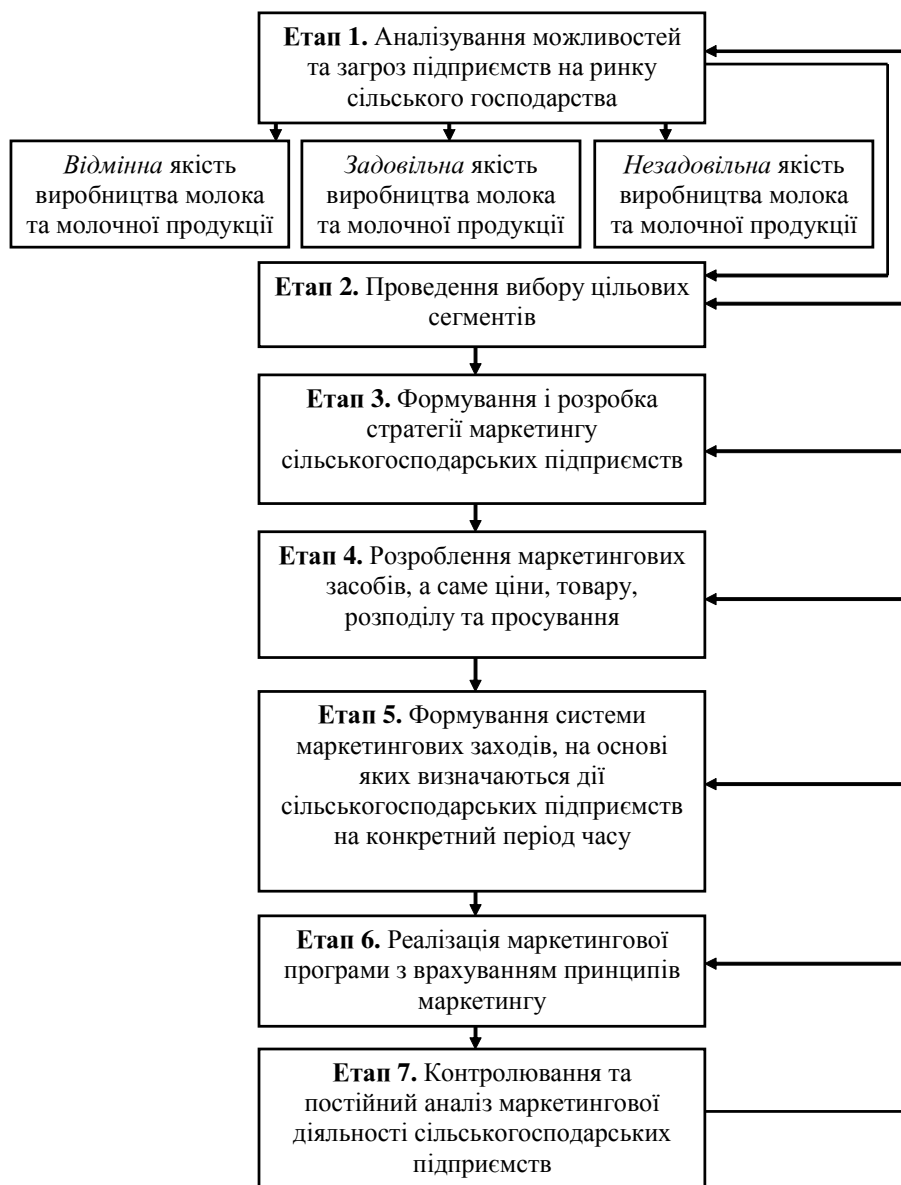 Етап 1. Аналізування можливостей
та загроз підприємств на ринку
сільського господарства
Відмінна якість
виробництва молока
та молочної продукції
Задовільна якість
виробництва молока
та молочної продукції
Незадовільна якість
виробництва молока
та молочної продукції
Етап 2. Проведення вибору цільових
сегментів
Етап 3. Формування і розробка
стратегії маркетингу
сільськогосподарських підприємств
Етап 4. Розроблення маркетингових
засобів, а саме ціни, товару,
розподілу та просування
Етап 5. Формування системи
маркетингових заходів, на основі
яких визначаються дії
сільськогосподарських підприємств
на конкретний період часу
Етап 6. Реалізація маркетингової
програми з врахуванням принципів
маркетингу
Етап 7. Контролювання та
постійний аналіз маркетингової
діяльності сільськогосподарських
підприємств